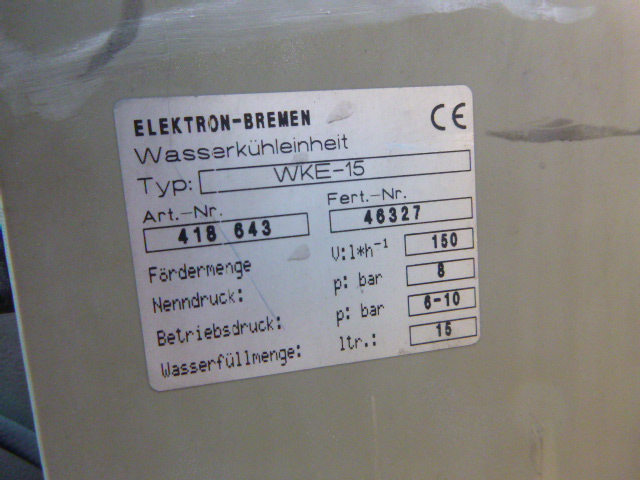 ELEKTRON-BREMEN CE
Wasserkühleinheit
Typ: WKE-15
Art.-Nr. Fert.-Nr.
418 643 46327
Fördermenge V:l*h⁻¹ 150
Nenndruck: p: bar 8
Betriebsdruck: p: bar 6-10
Wasserfüllmenge: ltr.: 15